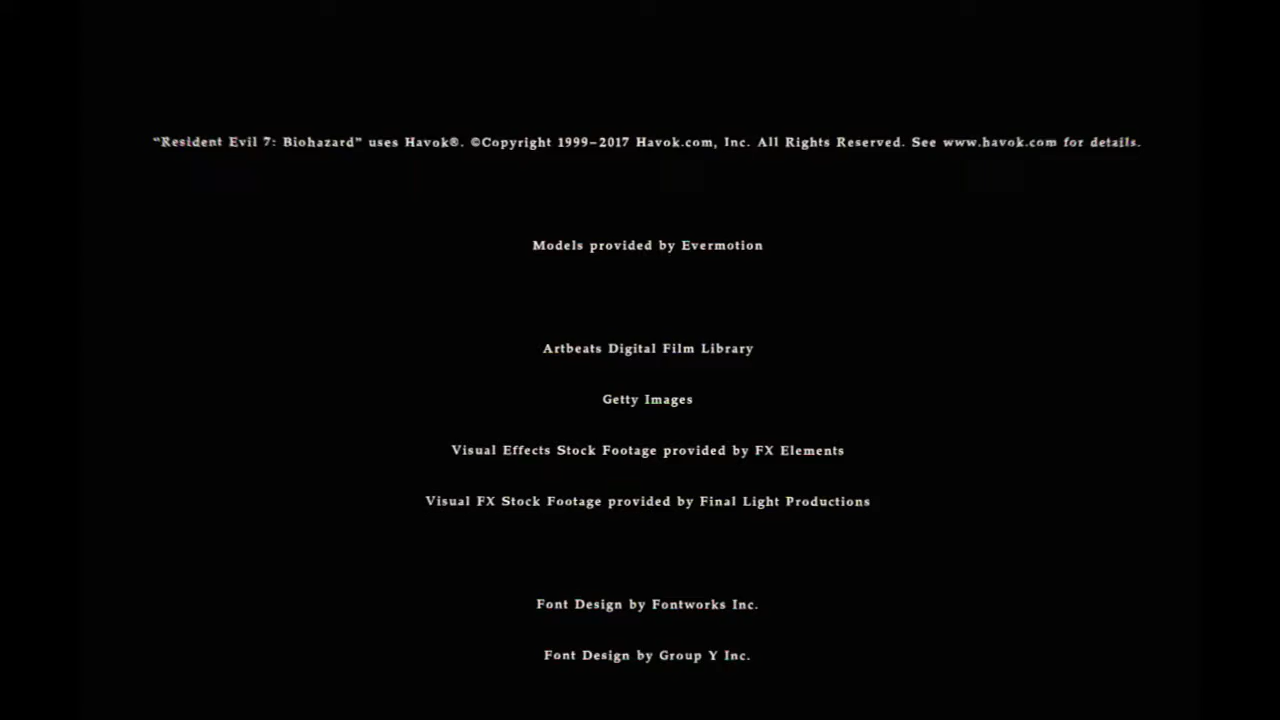 “Resident Evil 7: Biohazard” uses Havok®. ©Copyright 1999–2017 Havok.com, Inc. All Rights Reserved. See www.havok.com for details.
Models provided by Evermotion
Artbeats Digital Film Library
Getty Images
Visual Effects Stock Footage provided by FX Elements
Visual FX Stock Footage provided by Final Light Productions
Font Design by Fontworks Inc.
Font Design by Group Y Inc.